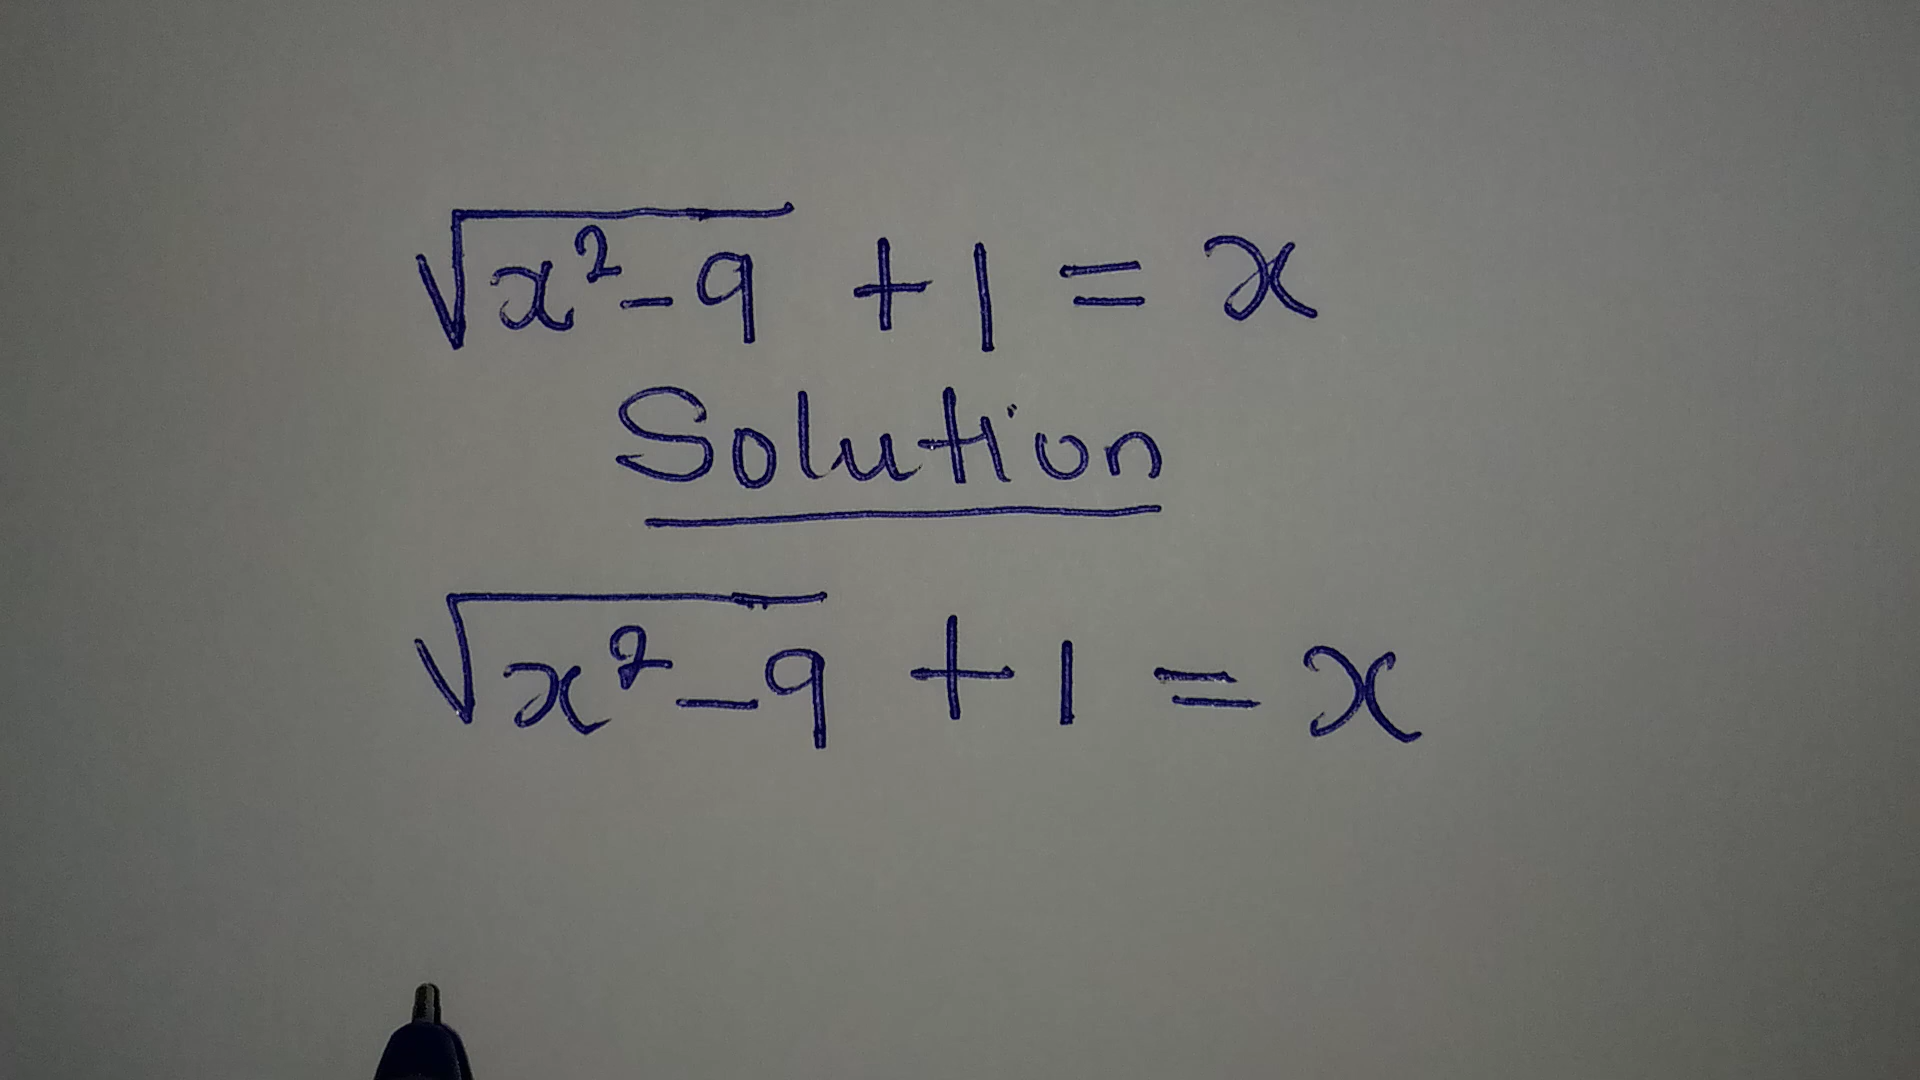 √(x²-9) + 1 = x
Solution
√(x²-9) + 1 = x